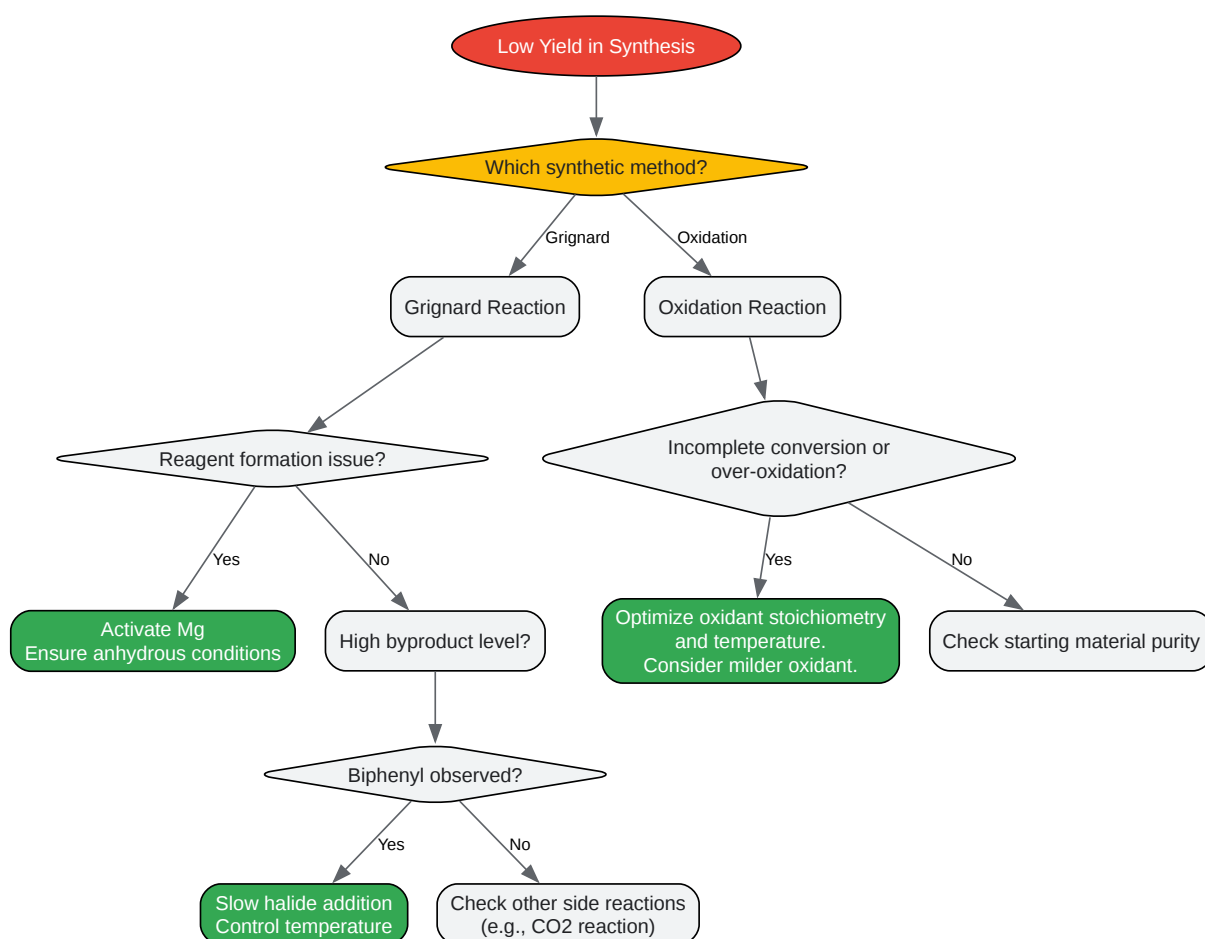 Low Yield in Synthesis
Which synthetic method?
Grignard
Oxidation
Grignard Reaction
Oxidation Reaction
Reagent formation issue?
Incomplete conversion or
over-oxidation?
Yes
No
Yes
No
Activate Mg
Ensure anhydrous conditions
High byproduct level?
Optimize oxidant stoichiometry
and temperature.
Consider milder oxidant.
Check starting material purity
Biphenyl observed?
Yes
No
Slow halide addition
Control temperature
Check other side reactions
(e.g., CO2 reaction)